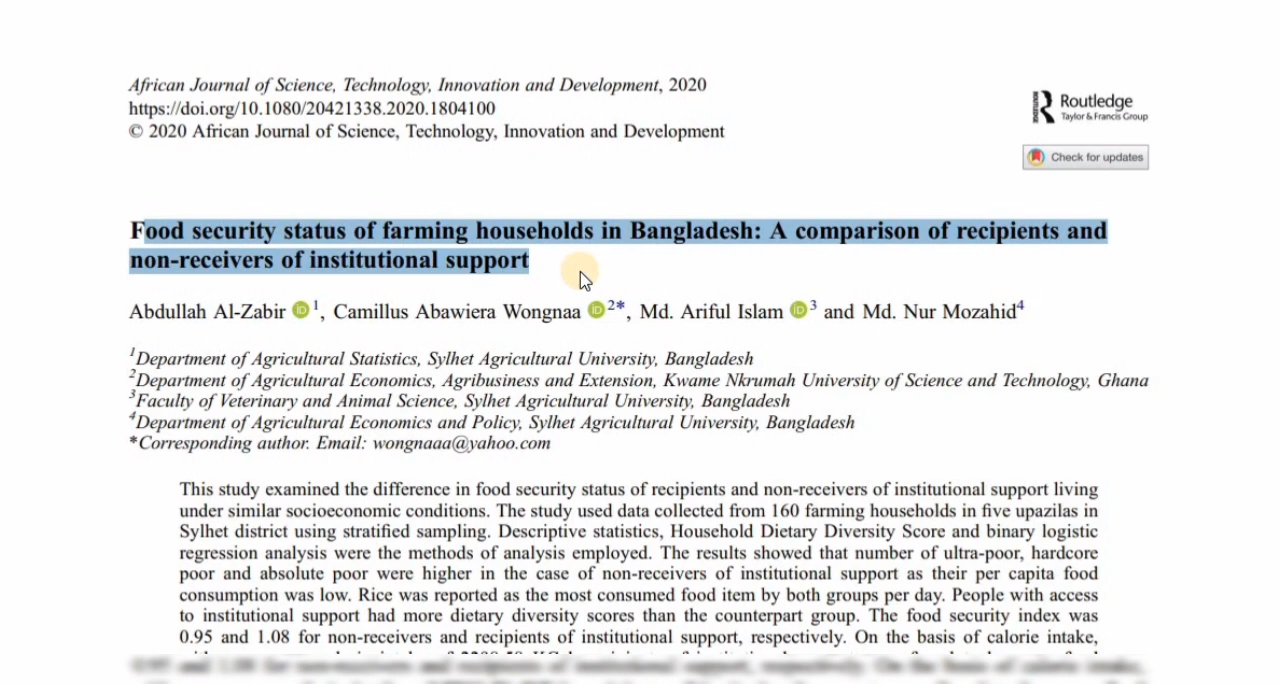 African Journal of Science, Technology, Innovation and Development, 2020
https://doi.org/10.1080/20421338.2020.1804100
© 2020 African Journal of Science, Technology, Innovation and Development
Routledge
Taylor & Francis Group
Check for updates
Food security status of farming households in Bangladesh: A comparison of recipients and
non-receivers of institutional support
Abdullah Al-Zabir iD 1, Camillus Abawiera Wongnaa iD 2*, Md. Ariful Islam iD 3 and Md. Nur Mozahid4
1Department of Agricultural Statistics, Sylhet Agricultural University, Bangladesh
2Department of Agricultural Economics, Agribusiness and Extension, Kwame Nkrumah University of Science and Technology, Ghana
3Faculty of Veterinary and Animal Science, Sylhet Agricultural University, Bangladesh
4Department of Agricultural Economics and Policy, Sylhet Agricultural University, Bangladesh
*Corresponding author. Email: wongnaaa@yahoo.com
This study examined the difference in food security status of recipients and non-receivers of institutional support living
under similar socioeconomic conditions. The study used data collected from 160 farming households in five upazilas in
Sylhet district using stratified sampling. Descriptive statistics, Household Dietary Diversity Score and binary logistic
regression analysis were the methods of analysis employed. The results showed that number of ultra-poor, hardcore
poor and absolute poor were higher in the case of non-receivers of institutional support as their per capita food
consumption was low. Rice was reported as the most consumed food item by both groups per day. People with access
to institutional support had more dietary diversity scores than the counterpart group. The food security index was
0.95 and 1.08 for non-receivers and recipients of institutional support, respectively. On the basis of calorie intake,